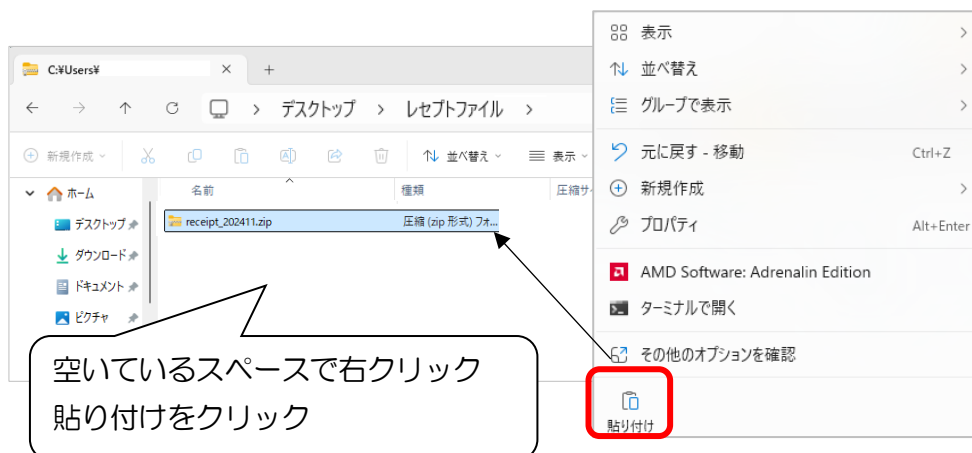 C:¥Users¥
デスクトップ > レセプトファイル >
新規作成
並べ替え
表示
ホーム
名前
種類
圧縮サ
デスクトップ
receipt_202411.zip
圧縮 (zip 形式) フォ...
ダウンロード
ドキュメント
ピクチャ
空いているスペースで右クリック
貼り付けをクリック
表示
並べ替え
グループで表示
元に戻す - 移動 Ctrl+Z
新規作成
プロパティ Alt+Enter
AMD Software: Adrenalin Edition
ターミナルで開く
その他のオプションを確認
貼り付け